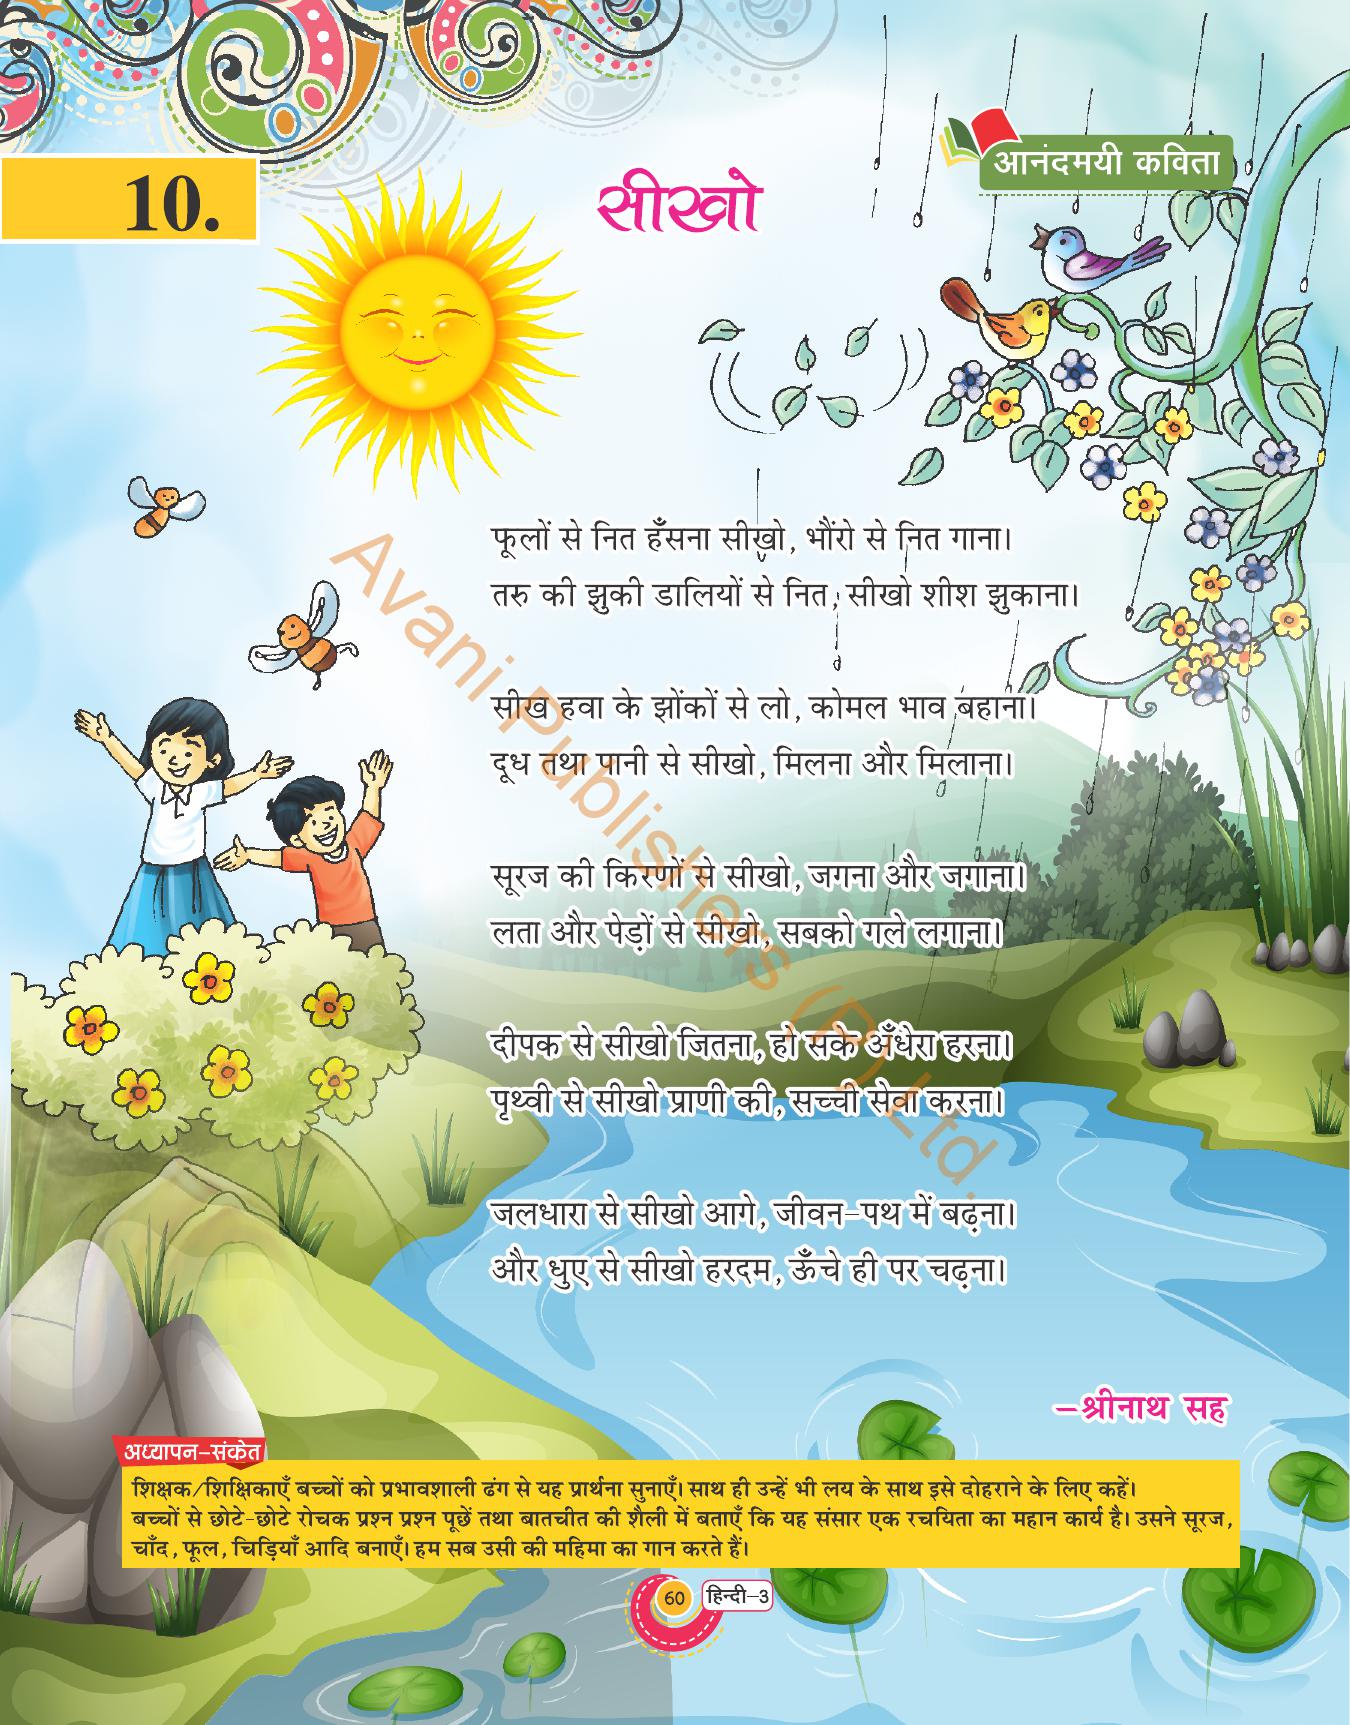 10.
सीखो
आनंदमयी कविता
फूलों से नित हँसना सीखो, भौंरो से नित गाना।
तरु की झुकी डालियों से नित, सीखो शीश झुकाना।
सीख हवा के झोंकों से लो, कोमल भाव बहाना।
दूध तथा पानी से सीखो, मिलना और मिलाना।
सूरज की किरणों से सीखो, जगना और जगाना।
लता और पेड़ों से सीखो, सबको गले लगाना।
दीपक से सीखो जितना, हो सके अँधेरा हरना।
पृथ्वी से सीखो प्राणी की, सच्ची सेवा करना।
जलधारा से सीखो आगे, जीवन-पथ में बढ़ना।
और धुए से सीखो हरदम, ऊँचे ही पर चढ़ना।
–श्रीनाथ सह
अध्यापन-संकेत
शिक्षक/शिक्षिकाएँ बच्चों को प्रभावशाली ढंग से यह प्रार्थना सुनाएँ। साथ ही उन्हें भी लय के साथ इसे दोहराने के लिए कहें।
बच्चों से छोटे-छोटे रोचक प्रश्न प्रश्न पूछें तथा बातचीत की शैली में बताएँ कि यह संसार एक रचयिता का महान कार्य है। उसने सूरज,
चाँद, फूल, चिड़ियाँ आदि बनाएँ। हम सब उसी की महिमा का गान करते हैं।
60 हिन्दी-3
Avani Publishers (P) Ltd.